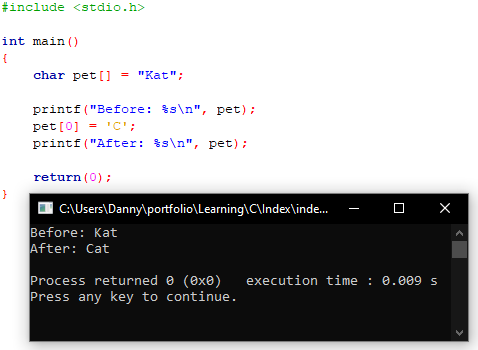 #include <stdio.h>
int main()
{
char pet[] = "Kat";
printf("Before: %s\n", pet);
pet[0] = 'C';
printf("After: %s\n", pet);
return(0);
}
C:\Users\Danny\portfolio\Learning\C\Index\inde...
Before: Kat
After: Cat
Process returned 0 (0x0)   execution time : 0.009 s
Press any key to continue.